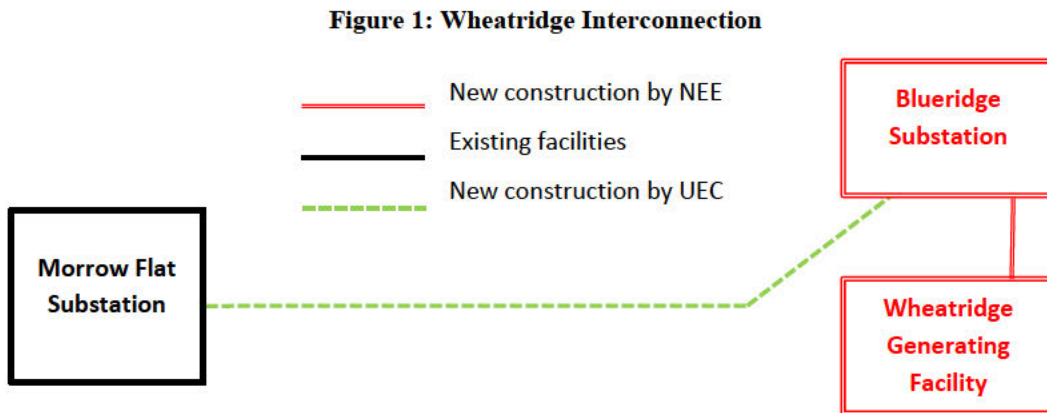 Figure 1: Wheatridge Interconnection
New construction by NEE
Existing facilities
New construction by UEC
Blueridge
Substation
Morrow Flat
Substation
Wheatridge
Generating
Facility